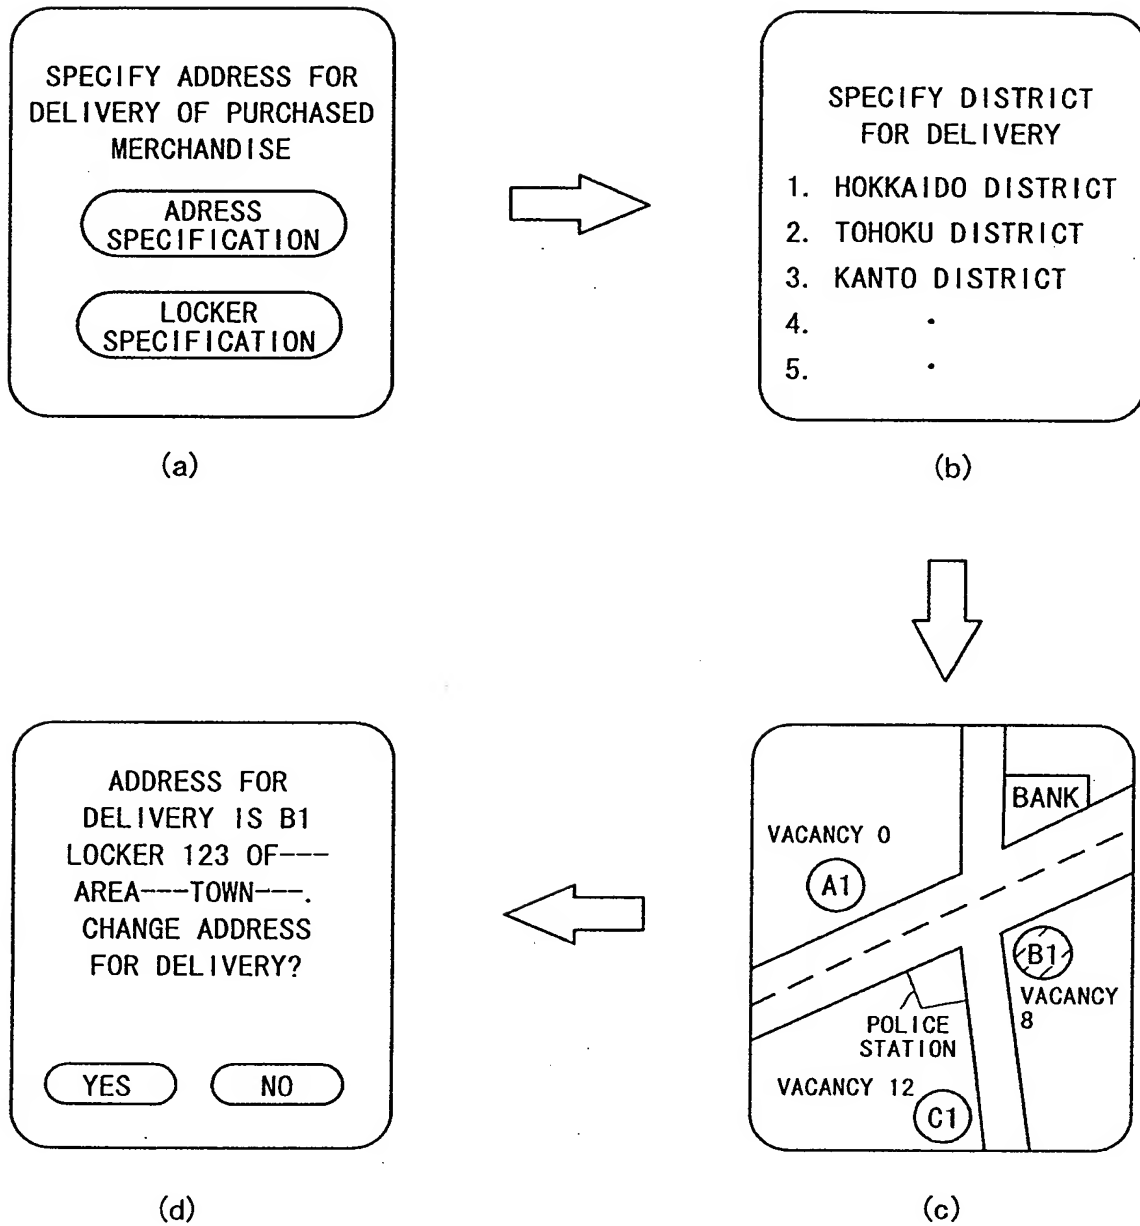 SPECIFY ADDRESS FOR
DELIVERY OF PURCHASED
MERCHANDISE
ADRESS
SPECIFICATION
LOCKER
SPECIFICATION
(a)
SPECIFY DISTRICT
FOR DELIVERY
1. HOKKAIDO DISTRICT
2. TOHOKU DISTRICT
3. KANTO DISTRICT
4. ・
5. ・
(b)
BANK
VACANCY 0
A1
B1
VACANCY
8
POLICE
STATION
VACANCY 12
C1
(c)
ADDRESS FOR
DELIVERY IS B1
LOCKER 123 OF---
AREA---TOWN---.
CHANGE ADDRESS
FOR DELIVERY?
YES
NO
(d)